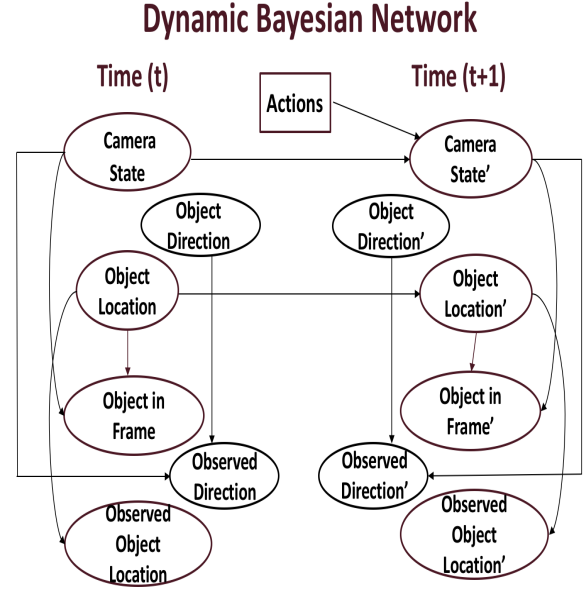 Dynamic Bayesian Network
Time (t)
Time (t+1)
Actions
Camera
State
Camera
State’
Object
Direction
Object
Direction’
Object
Location
Object
Location’
Object in
Frame
Object in
Frame’
Observed
Direction
Observed
Direction’
Observed
Object
Location
Observed
Object
Location’